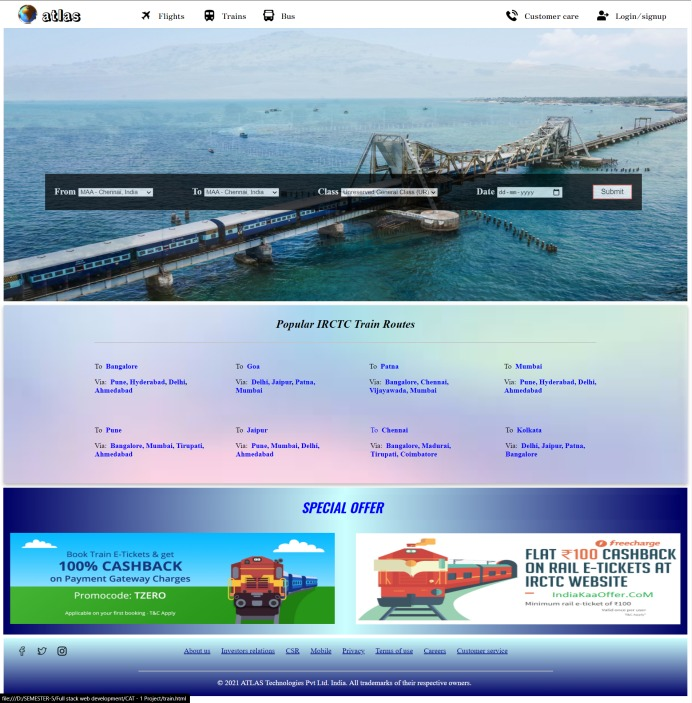 atlas
Flights Trains Bus Customer care Login/signup
From MAA - Chennai, India To MAA - Chennai, India Class Unreserved General Class (UR) Date dd-mm-yyyy Submit
Popular IRCTC Train Routes
To Bangalore
Via: Pune, Hyderabad, Delhi,
Ahmedabad
To Goa
Via: Delhi, Jaipur, Patna,
Mumbai
To Patna
Via: Bangalore, Chennai,
Vijayawada, Mumbai
To Mumbai
Via: Pune, Hyderabad, Delhi,
Ahmedabad
To Pune
Via: Bangalore, Mumbai, Tirupati,
Ahmedabad
To Jaipur
Via: Pune, Mumbai, Delhi,
Ahmedabad
To Chennai
Via: Bangalore, Madurai,
Tirupati, Coimbatore
To Kolkata
Via: Delhi, Jaipur, Patna,
Bangalore
SPECIAL OFFER
Book Train E-Tickets & get
100% CASHBACK
on Payment Gateway Charges
Promocode: TZERO
Applicable on your first booking - T&C Apply
Freecharge
FLAT ₹100 CASHBACK
ON RAIL E-TICKETS AT
IRCTC WEBSITE
IndiaKaaOffer.CoM
Minimum rail e-ticket of ₹100
Valid once per user
About us Investors relations CSR Mobile Privacy Terms of use Careers Customer service
© 2021 ATLAS Technologies Pvt Ltd. India. All trademarks of their respective owners.
file:///D:/SEMESTER-5/Full stack web development/CAT - 1 Project/train.html